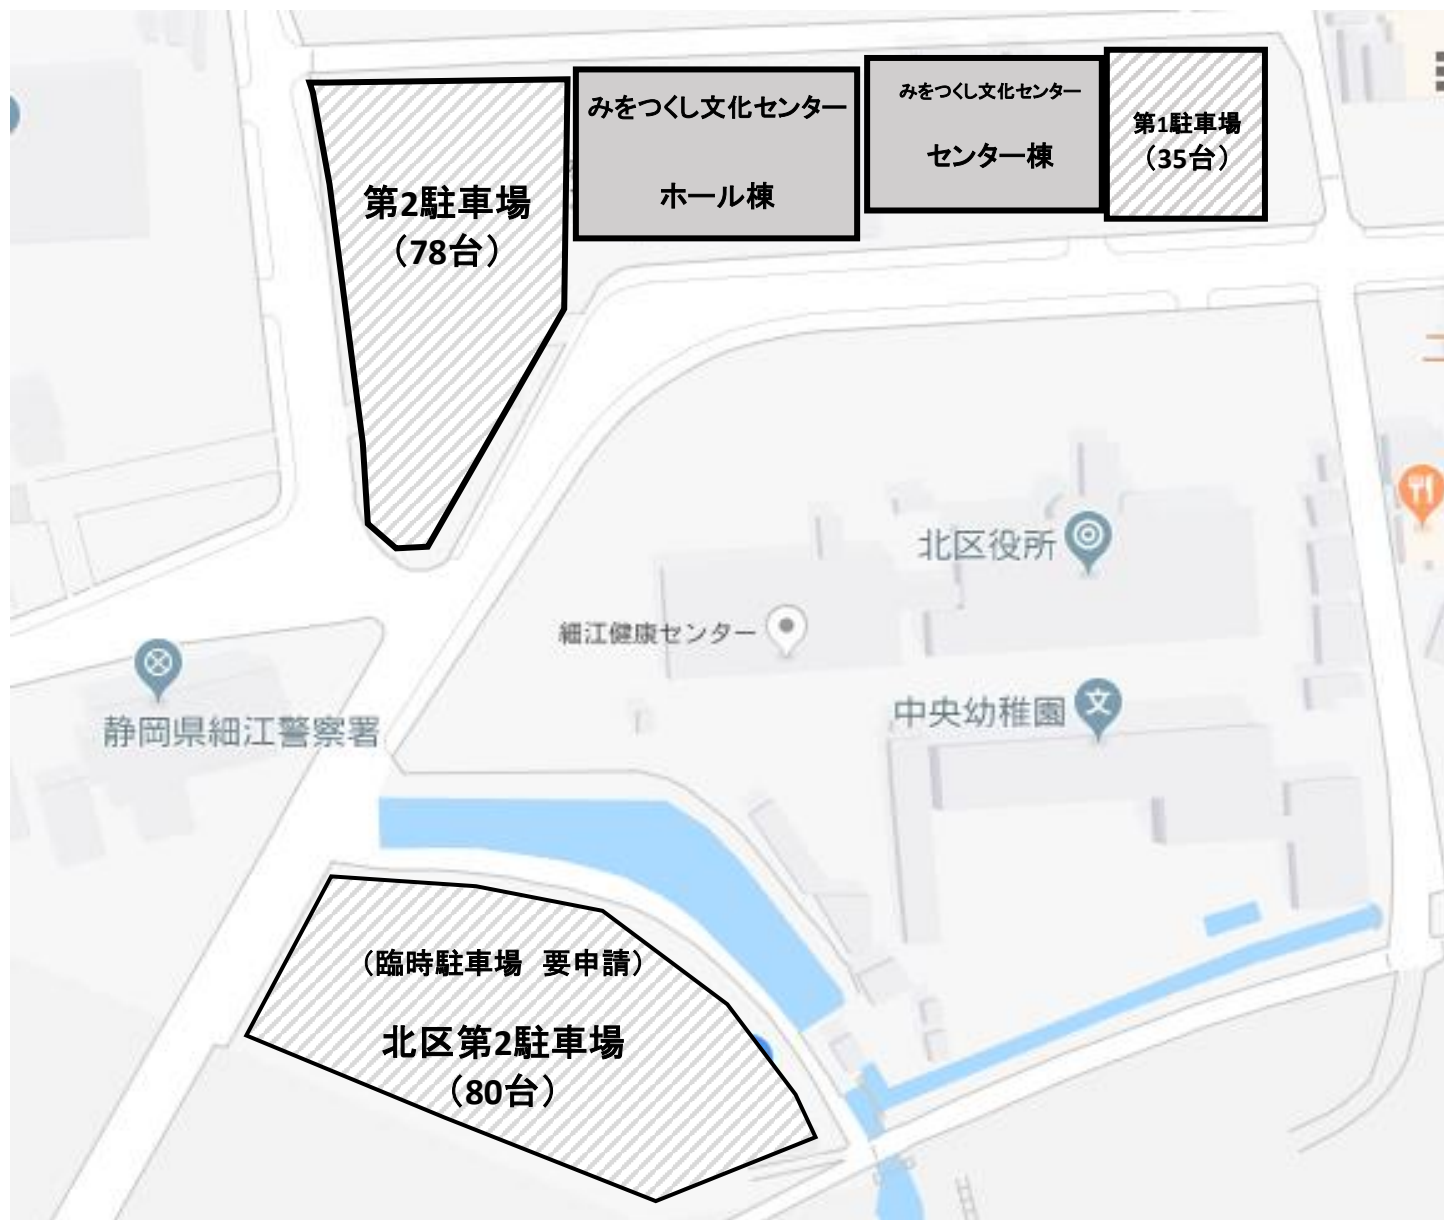 みをつくし文化センター
ホール棟
みをつくし文化センター
センター棟
第1駐車場
（35台）
第2駐車場
（78台）
北区役所
細江健康センター
中央幼稚園
文
静岡県細江警察署
（臨時駐車場　要申請）
北区第2駐車場
（80台）